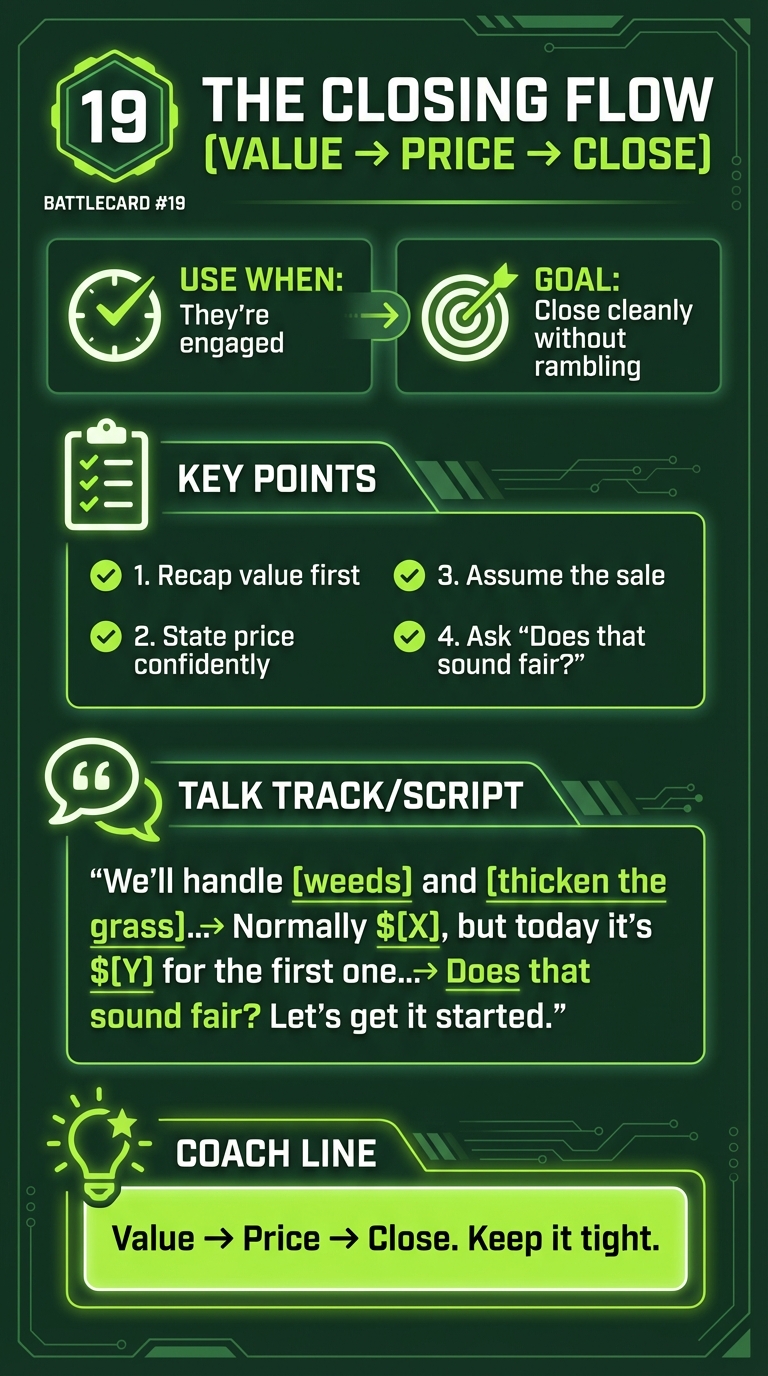 19
THE CLOSING FLOW
[VALUE → PRICE → CLOSE]
BATTLECARD #19
USE WHEN:
They’re
engaged
GOAL:
Close cleanly
without
rambling
KEY POINTS
1. Recap value first
2. State price
confidently
3. Assume the sale
4. Ask “Does that
sound fair?”
TALK TRACK/SCRIPT
“We’ll handle [weeds] and [thicken the
grass]...→ Normally $[X], but today it’s
$[Y] for the first one...→ Does that
sound fair? Let’s get it started.”
COACH LINE
Value → Price → Close. Keep it tight.